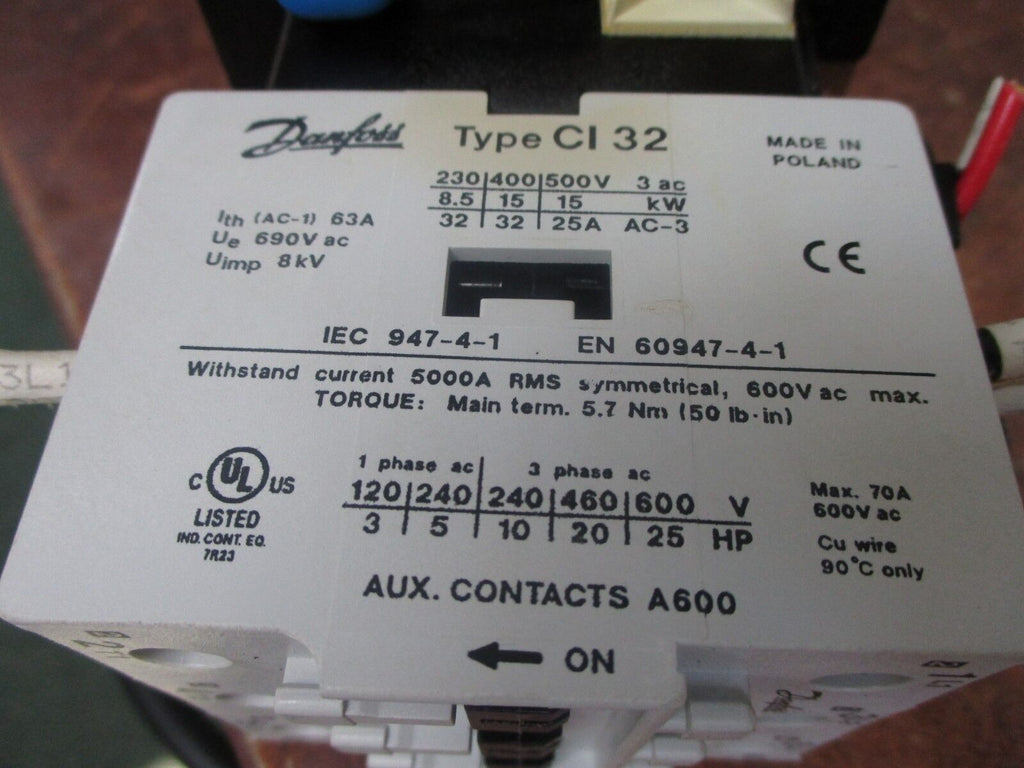 Danfoss
Type CI 32
MADE IN
POLAND
230 400 500V 3 ac
8.5 15 15 kW
32 32 25A AC-3
Ith (AC-1) 63A
Ue 690V ac
Uimp 8kV
CE
IEC 947-4-1 EN 60947-4-1
Withstand current 5000A RMS symmetrical, 600V ac max.
TORQUE: Main term. 5.7 Nm (50 lb·in)
C UL US
LISTED
IND. CONT. EQ.
7R23
1 phase ac 3 phase ac
120 240 240 460 600 V
3 5 10 20 25 HP
Max. 70A
600V ac
Cu wire
90°C only
AUX. CONTACTS A600
← ON
3L1